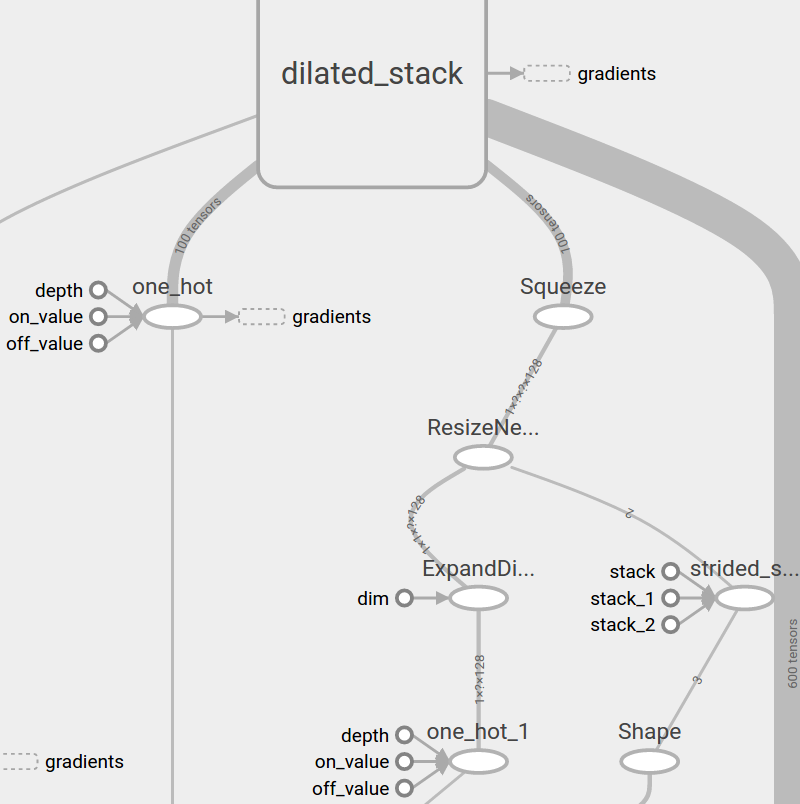 dilated_stack
gradients
100 tensors
100 tensors
one_hot
Squeeze
depth
on_value
off_value
gradients
1×?×?×128
ResizeNe...
1×1×?×128
2
ExpandDi...
strided_s...
dim
stack
stack_1
stack_2
600 tensors
1×?×128
3
one_hot_1
Shape
depth
on_value
off_value
gradients